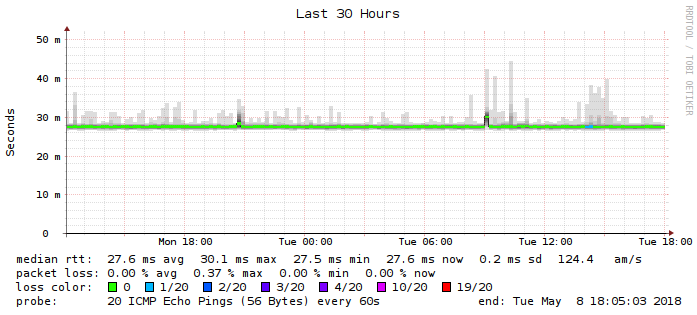 Last 30 Hours
RRDTOOL / TOBI OETIKER
Seconds
50 m
40 m
30 m
20 m
10 m
0
Mon 18:00 Tue 00:00 Tue 06:00 Tue 12:00 Tue 18:00
median rtt: 27.6 ms avg 30.1 ms max 27.5 ms min 27.6 ms now 0.2 ms sd 124.4 am/s
packet loss: 0.00 % avg 0.37 % max 0.00 % min 0.00 % now
loss color: 0 1/20 2/20 3/20 4/20 10/20 19/20
probe: 20 ICMP Echo Pings (56 Bytes) every 60s end: Tue May 8 18:05:03 2018